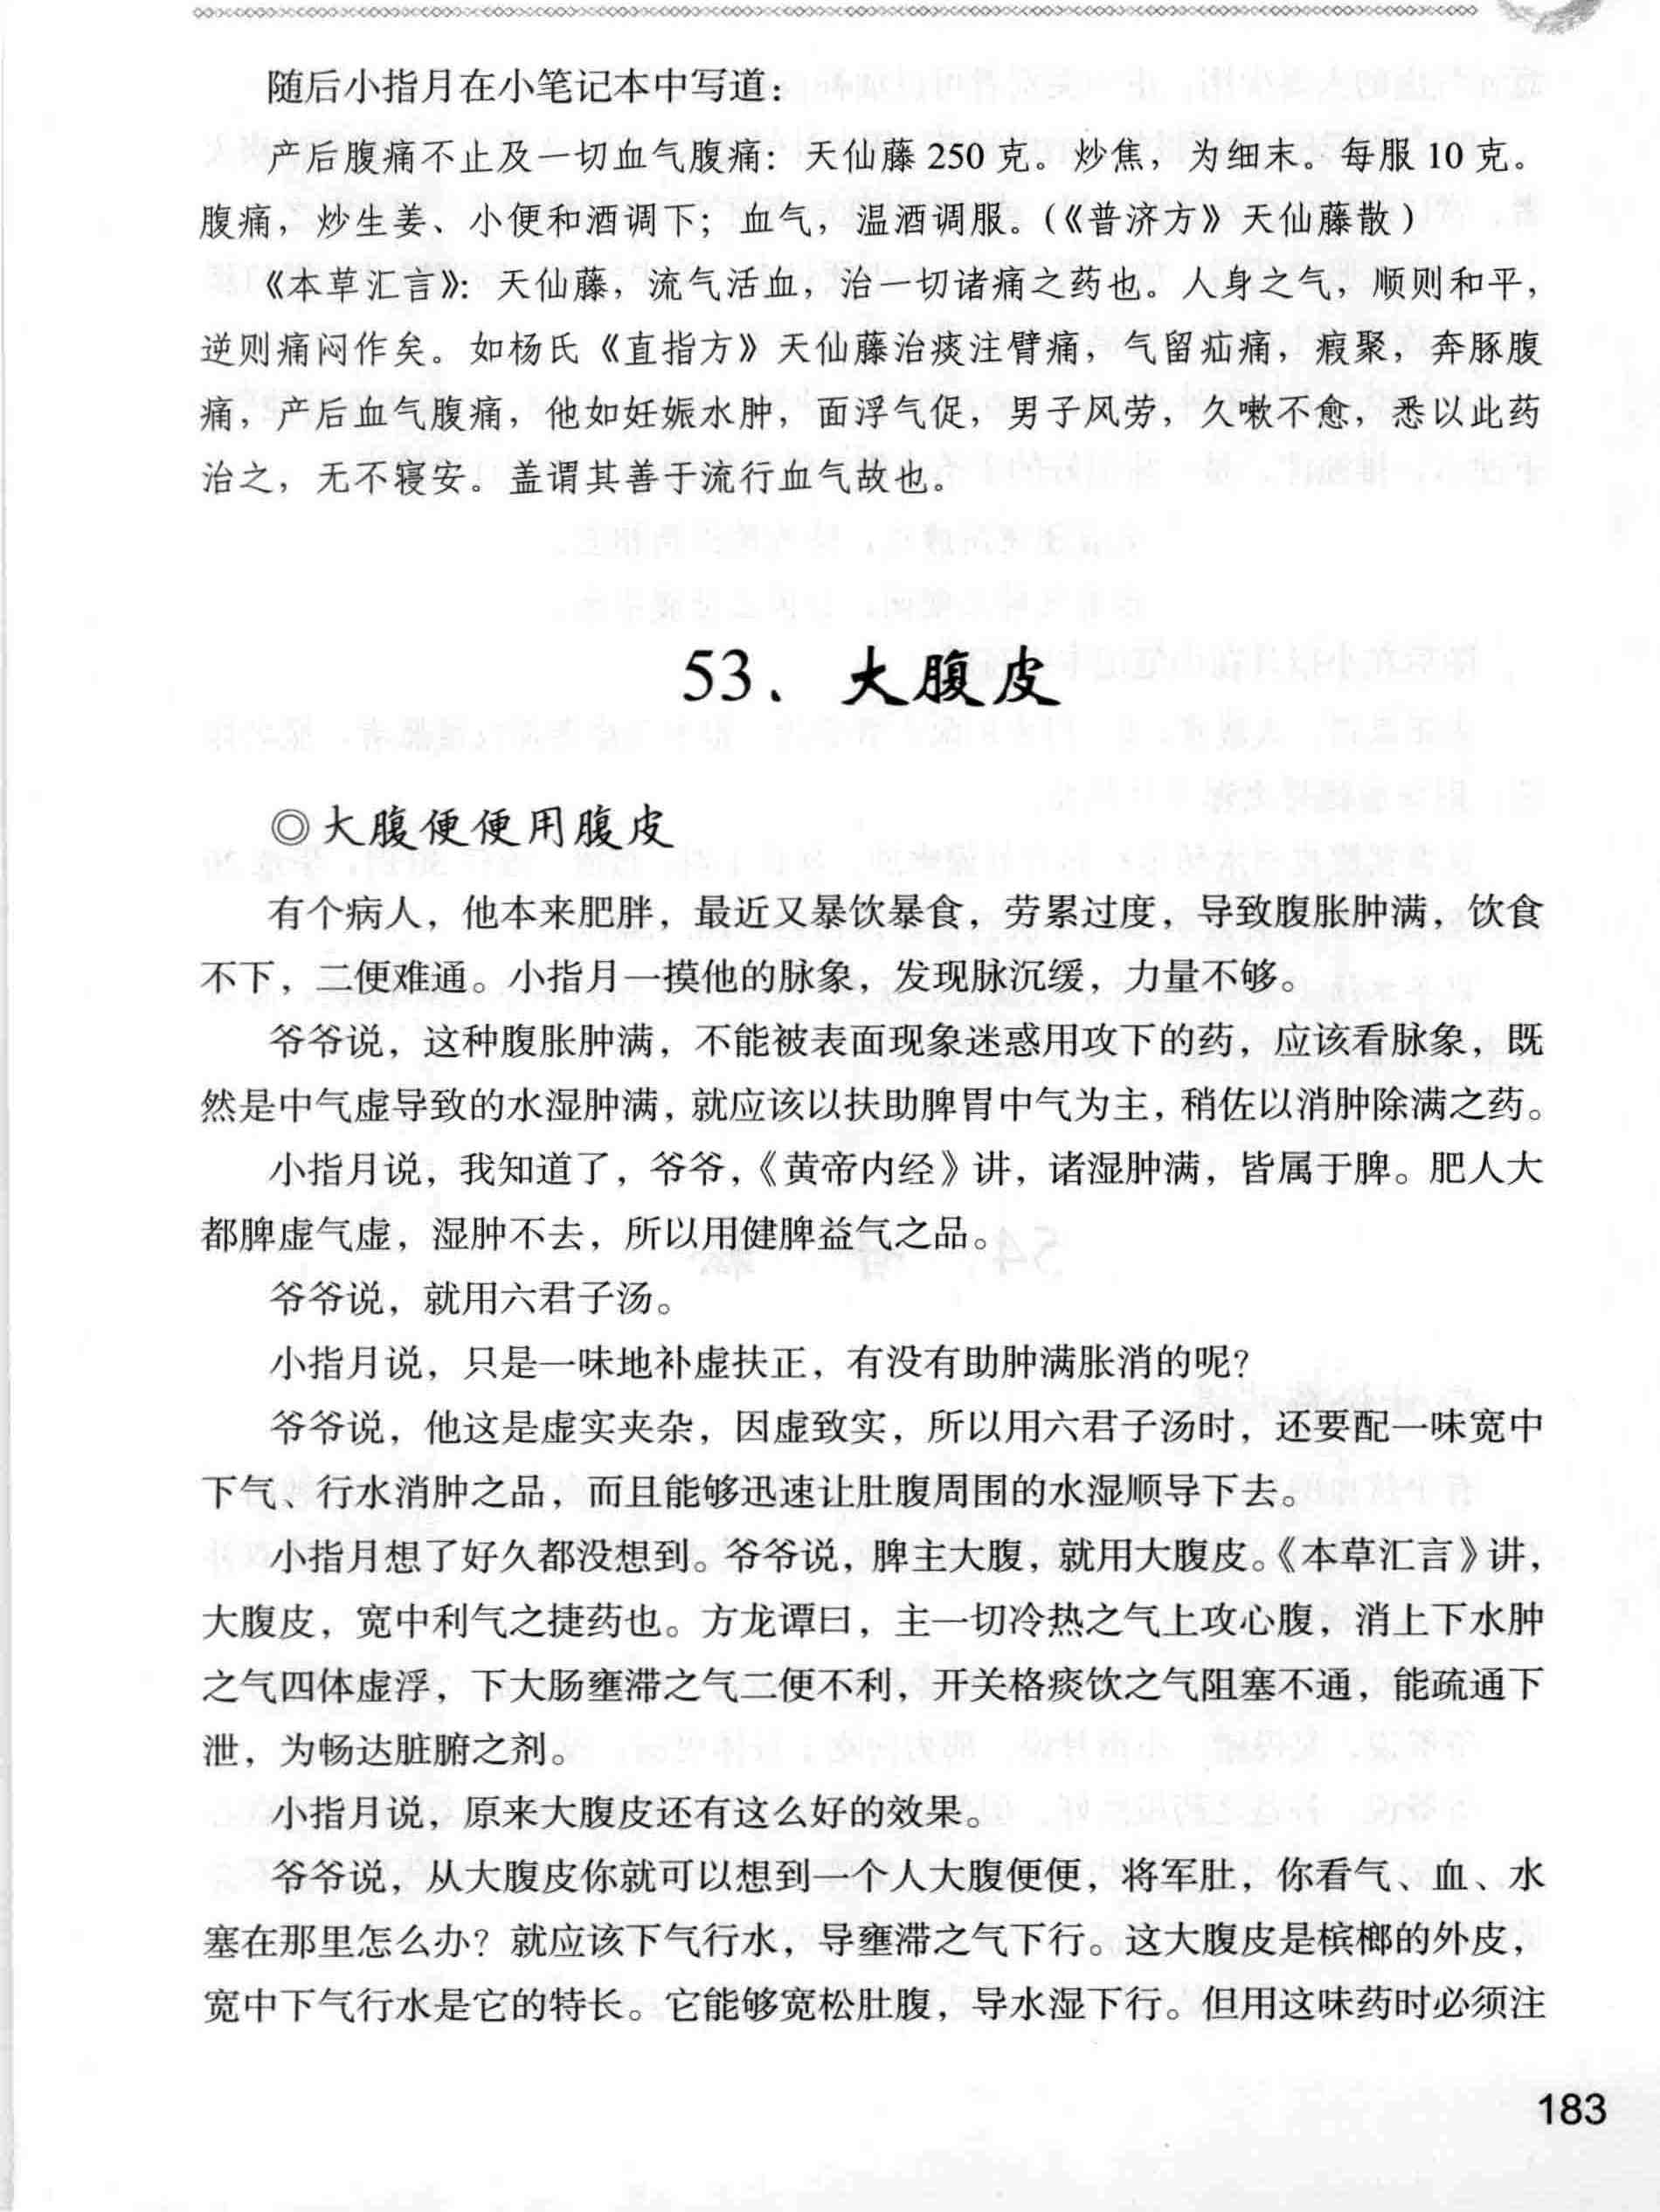 随后小指月在小笔记本中写道：
产后腹痛不止及一切血气腹痛：天仙藤 250 克。炒焦，为细末。每服 10 克。
腹痛，炒生姜、小便和酒调下；血气，温酒调服。（《普济方》天仙藤散）
《本草汇言》：天仙藤，流气活血，治一切诸痛之药也。人身之气，顺则和平，
逆则痛闷作矣。如杨氏《直指方》天仙藤治痰注臂痛，气留疝痛，瘕聚，奔豚腹
痛，产后血气腹痛，他如妊娠水肿，面浮气促，男子风劳，久嗽不愈，悉以此药
治之，无不寝安。盖谓其善于流行血气故也。
53、大腹皮
◎大腹便便用腹皮
有个病人，他本来肥胖，最近又暴饮暴食，劳累过度，导致腹胀肿满，饮食
不下，二便难通。小指月一摸他的脉象，发现脉沉缓，力量不够。
爷爷说，这种腹胀肿满，不能被表面现象迷惑用攻下的药，应该看脉象，既
然是中气虚导致的水湿肿满，就应该以扶助脾胃中气为主，稍佐以消肿除满之药。
小指月说，我知道了，爷爷，《黄帝内经》讲，诸湿肿满，皆属于脾。肥人大
都脾虚气虚，湿肿不去，所以用健脾益气之品。
爷爷说，就用六君子汤。
小指月说，只是一味地补虚扶正，有没有助肿满胀消的呢？
爷爷说，他这是虚实夹杂，因虚致实，所以用六君子汤时，还要配一味宽中
下气、行水消肿之品，而且能够迅速让肚腹周围的水湿顺导下去。
小指月想了好久都没想到。爷爷说，脾主大腹，就用大腹皮。《本草汇言》讲，
大腹皮，宽中利气之捷药也。方龙谭曰，主一切冷热之气上攻心腹，消上下水肿
之气四体虚浮，下大肠壅滞之气二便不利，开关格痰饮之气阻塞不通，能疏通下
泄，为畅达脏腑之剂。
小指月说，原来大腹皮还有这么好的效果。
爷爷说，从大腹皮你就可以想到一个人大腹便便，将军肚，你看气、血、水
塞在那里怎么办？就应该下气行水，导壅滞之气下行。这大腹皮是槟榔的外皮，
宽中下气行水是它的特长。它能够宽松肚腹，导水湿下行。但用这味药时必须注
183